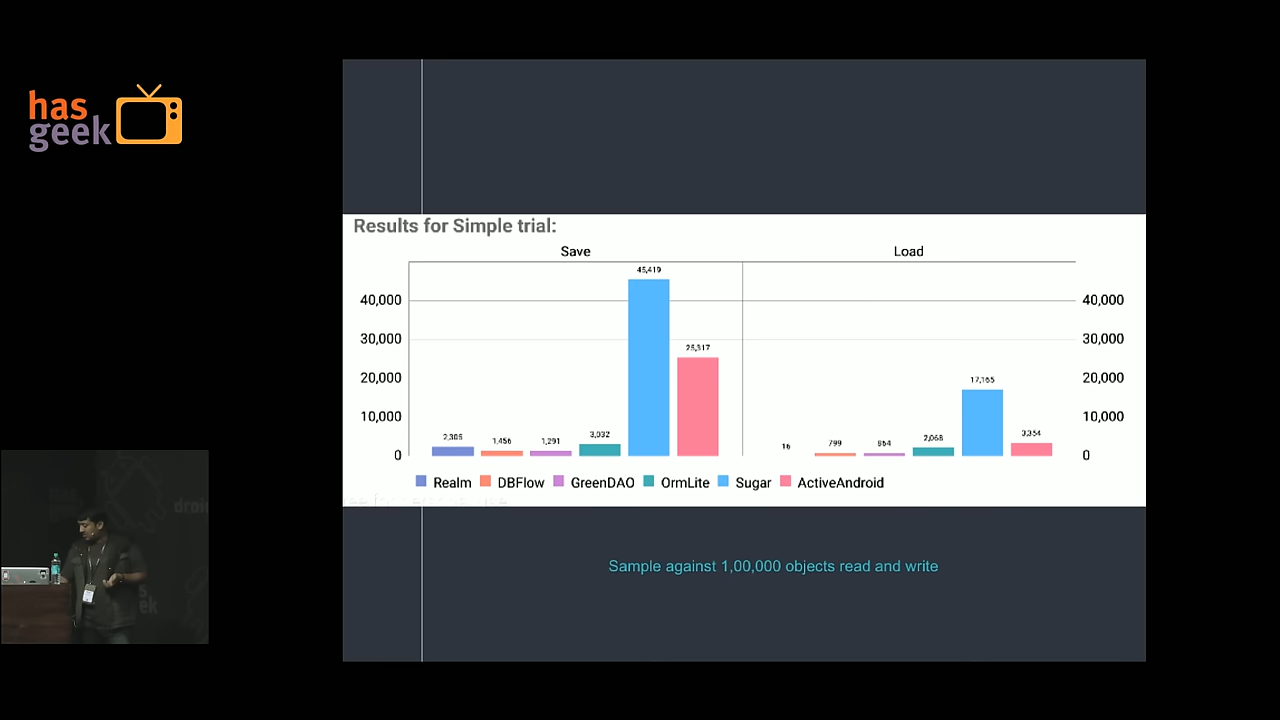 has
geek
Results for Simple trial:
Save
Load
45,419
40,000
40,000
30,000
25,317
30,000
20,000
17,165
20,000
10,000
2,305
1,456
1,291
3,032
16
799
864
2,068
3,354
10,000
0
0
Realm DBFlow GreenDAO OrmLite Sugar ActiveAndroid
Sample against 1,00,000 objects read and write
droi
s
ek